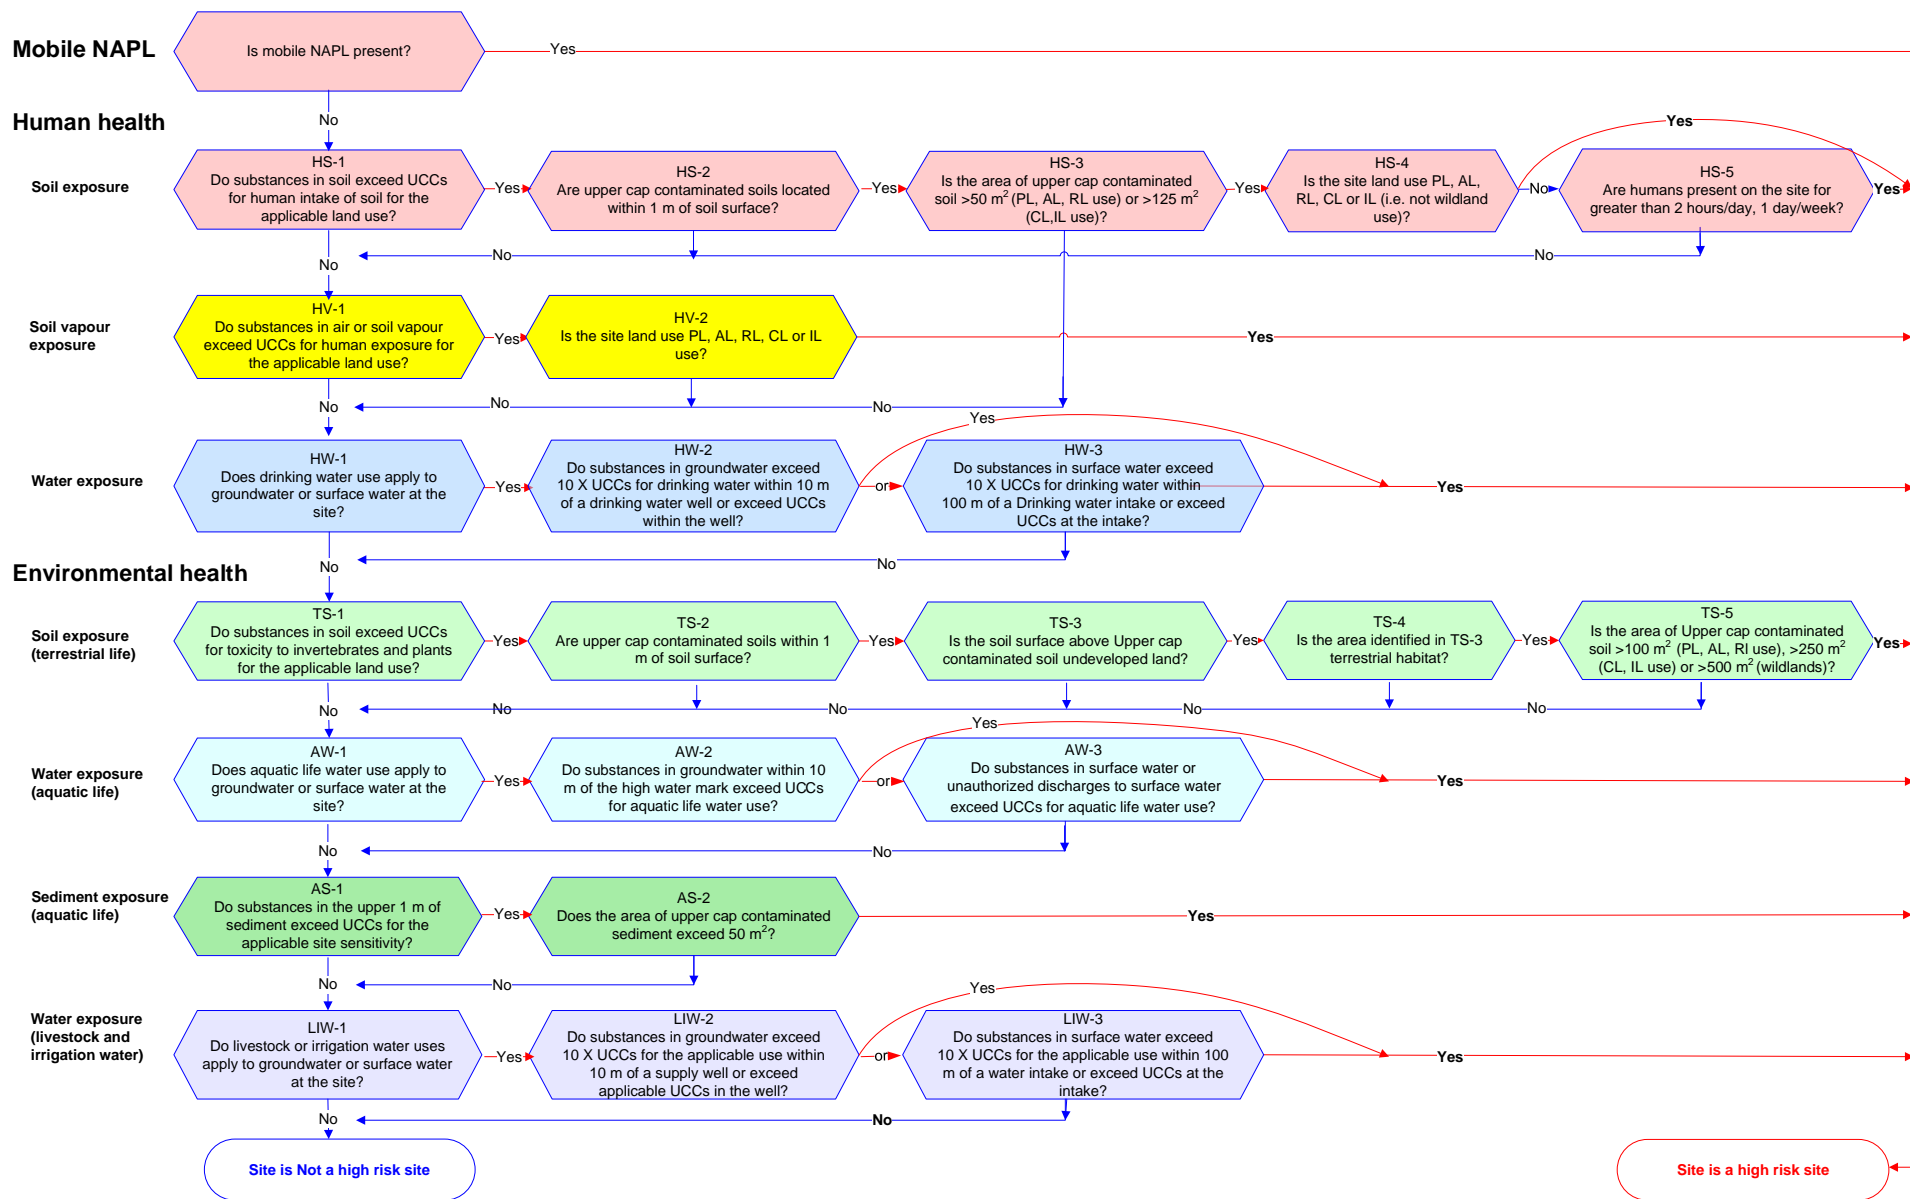 Mobile NAPL
Is mobile NAPL present?
Yes
No
Human health
Soil exposure
HS-1
Do substances in soil exceed UCCs
for human intake of soil for the
applicable land use?
Yes
HS-2
Are upper cap contaminated soils located
within 1 m of soil surface?
Yes
HS-3
Is the area of upper cap contaminated
soil >50 m² (PL, AL, RL use) or >125 m²
(CL,IL use)?
Yes
HS-4
Is the site land use PL, AL,
RL, CL or IL (i.e. not wildland
use)?
Yes
No
HS-5
Are humans present on the site for
greater than 2 hours/day, 1 day/week?
Yes
No
No
No
Soil vapour
exposure
HV-1
Do substances in air or soil vapour
exceed UCCs for human exposure for
the applicable land use?
Yes
HV-2
Is the site land use PL, AL, RL, CL or IL
use?
Yes
No
No
No
Water exposure
HW-1
Does drinking water use apply to
groundwater or surface water at the
site?
Yes
HW-2
Do substances in groundwater exceed
10 X UCCs for drinking water within 10 m
of a drinking water well or exceed UCCs
within the well?
Yes
or
HW-3
Do substances in surface water exceed
10 X UCCs for drinking water within
100 m of a Drinking water intake or exceed
UCCs at the intake?
Yes
No
No
Environmental health
Soil exposure
(terrestrial life)
TS-1
Do substances in soil exceed UCCs
for toxicity to invertebrates and plants
for the applicable land use?
Yes
TS-2
Are upper cap contaminated soils within 1
m of soil surface?
Yes
TS-3
Is the soil surface above Upper cap
contaminated soil undeveloped land?
Yes
TS-4
Is the area identified in TS-3
terrestrial habitat?
Yes
TS-5
Is the area of Upper cap contaminated
soil >100 m² (PL, AL, Rl use), >250 m²
(CL, IL use) or >500 m² (wildlands)?
Yes
No
No
No
No
No
Water exposure
(aquatic life)
AW-1
Does aquatic life water use apply to
groundwater or surface water at the
site?
Yes
AW-2
Do substances in groundwater within 10
m of the high water mark exceed UCCs
for aquatic life water use?
Yes
or
AW-3
Do substances in surface water or
unauthorized discharges to surface water
exceed UCCs for aquatic life water use?
Yes
No
No
Sediment exposure
(aquatic life)
AS-1
Do substances in the upper 1 m of
sediment exceed UCCs for the
applicable site sensitivity?
Yes
AS-2
Does the area of upper cap contaminated
sediment exceed 50 m²?
Yes
No
No
Water exposure
(livestock and
irrigation water)
LIW-1
Do livestock or irrigation water uses
apply to groundwater or surface water
at the site?
Yes
LIW-2
Do substances in groundwater exceed
10 X UCCs for the applicable use within
10 m of a supply well or exceed
applicable UCCs in the well?
Yes
or
LIW-3
Do substances in surface water exceed
10 X UCCs for the applicable use within 100
m of a water intake or exceed UCCs at the
intake?
Yes
No
No
Site is Not a high risk site
Site is a high risk site